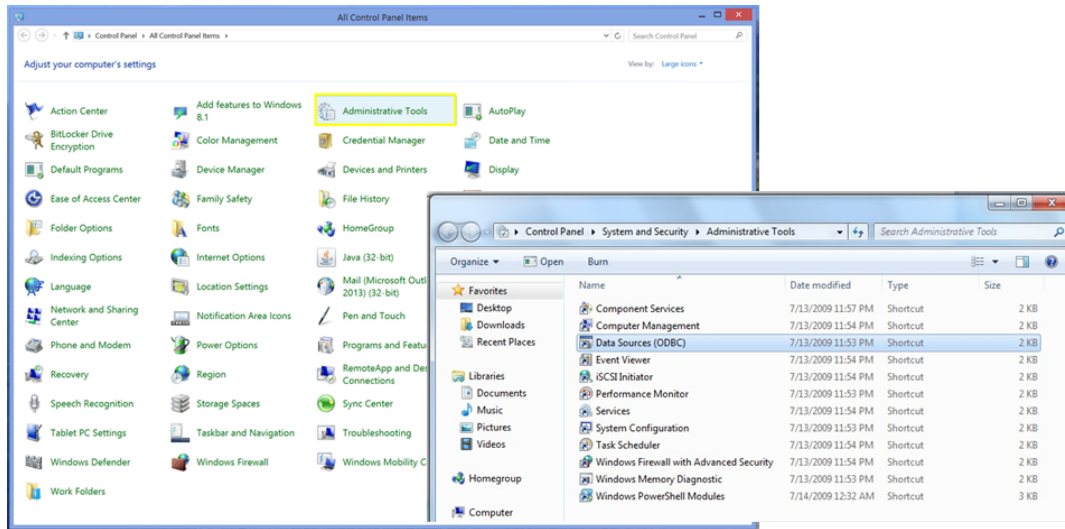 All Control Panel Items
Control Panel All Control Panel Items Search Control Panel
Adjust your computer's settings View by: Large icons
Action Center Add features to Windows 8.1 Administrative Tools AutoPlay
BitLocker Drive Encryption Color Management Credential Manager Date and Time
Default Programs Device Manager Devices and Printers Display
Ease of Access Center Family Safety File History
Folder Options Fonts HomeGroup
Indexing Options Internet Options Java (32-bit)
Language Location Settings Mail (Microsoft Outl 2013) (32-bit)
Network and Sharing Center Notification Area Icons Pen and Touch
Phone and Modem Power Options Programs and Featu
Recovery Region RemoteApp and Des Connections
Speech Recognition Storage Spaces Sync Center
Tablet PC Settings Taskbar and Navigation Troubleshooting
Windows Defender Windows Firewall Windows Mobility C
Work Folders
Control Panel System and Security Administrative Tools Search Administrative Tools
Organize Open Burn
Favorites
Desktop
Downloads
Recent Places
Libraries
Documents
Music
Pictures
Videos
Homegroup
Computer
Name Date modified Type Size
Component Services 7/13/2009 11:57 PM Shortcut 2 KB
Computer Management 7/13/2009 11:54 PM Shortcut 2 KB
Data Sources (ODBC) 7/13/2009 11:53 PM Shortcut 2 KB
Event Viewer 7/13/2009 11:54 PM Shortcut 2 KB
iSCSI Initiator 7/13/2009 11:54 PM Shortcut 2 KB
Performance Monitor 7/13/2009 11:53 PM Shortcut 2 KB
Services 7/13/2009 11:54 PM Shortcut 2 KB
System Configuration 7/13/2009 11:53 PM Shortcut 2 KB
Task Scheduler 7/13/2009 11:54 PM Shortcut 2 KB
Windows Firewall with Advanced Security 7/13/2009 11:54 PM Shortcut 2 KB
Windows Memory Diagnostic 7/13/2009 11:53 PM Shortcut 2 KB
Windows PowerShell Modules 7/14/2009 12:32 AM Shortcut 3 KB